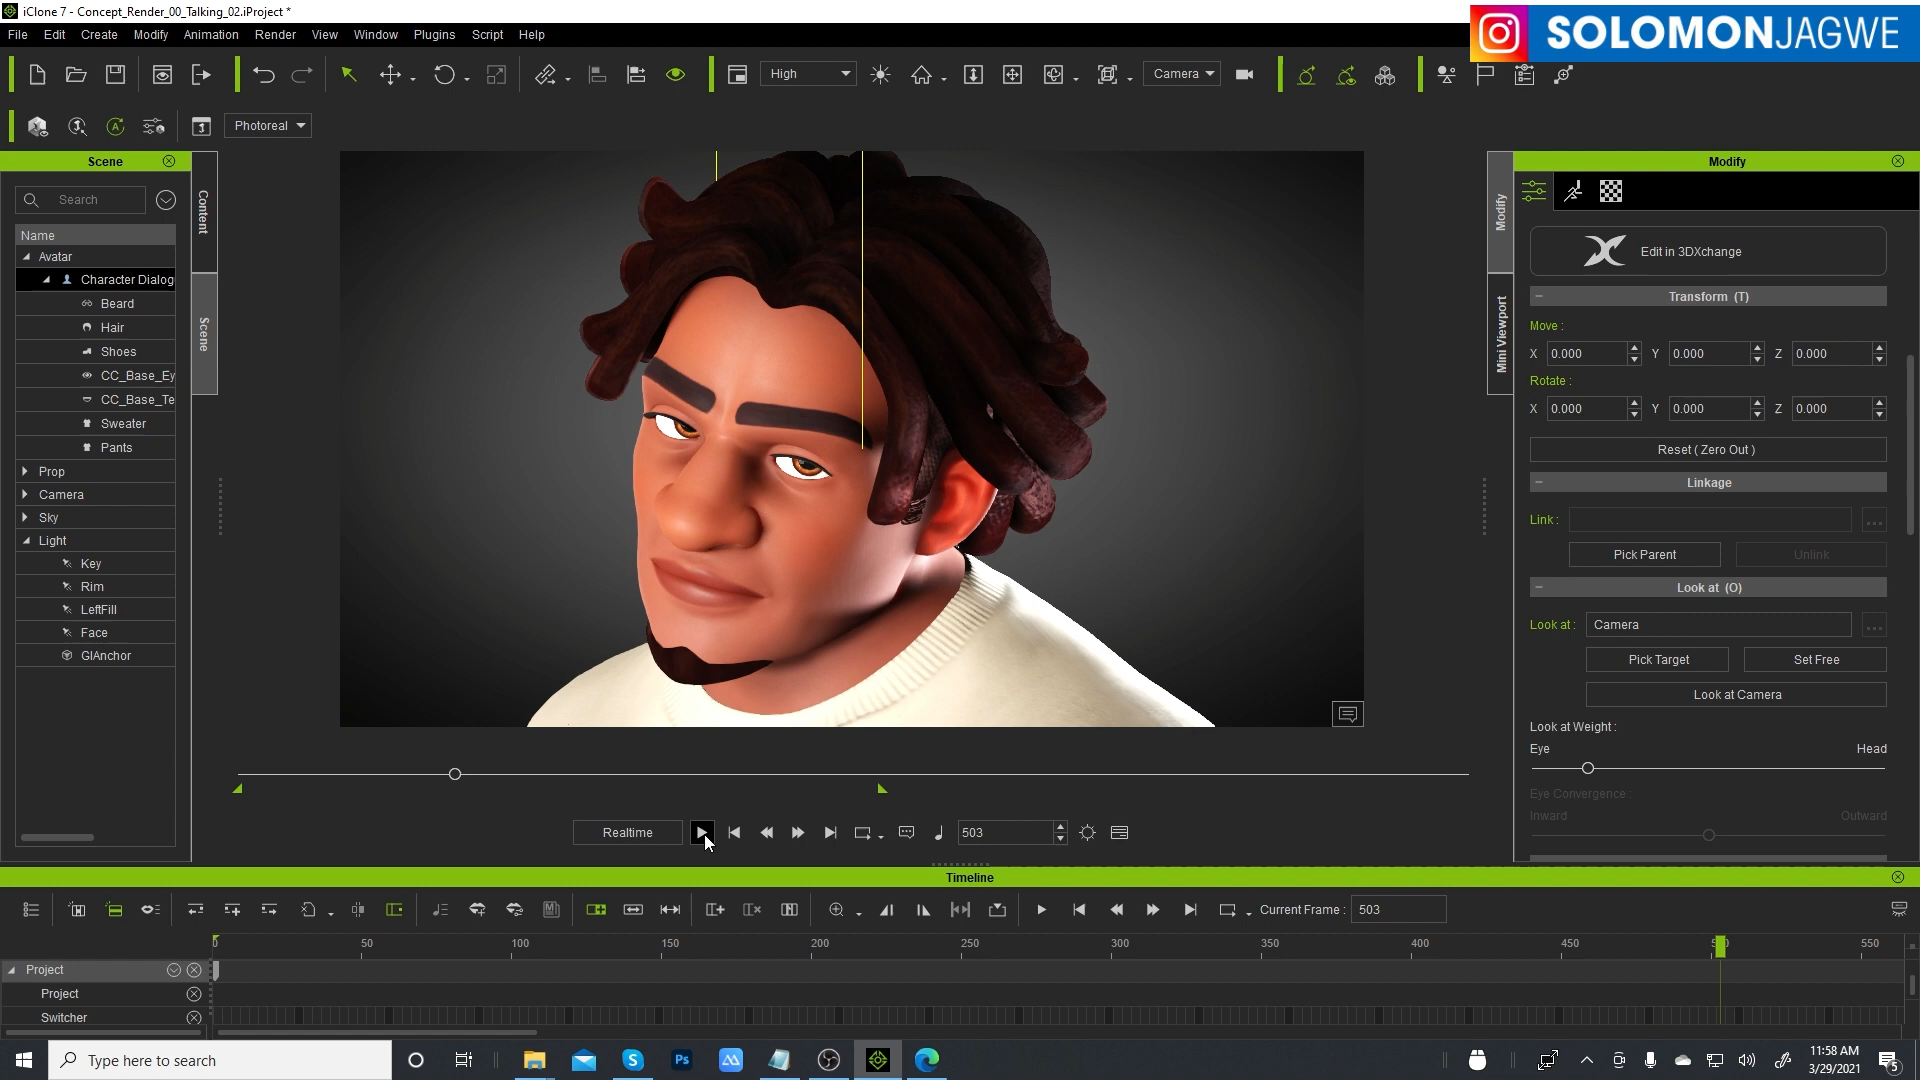 iClone 7 - Concept_Render_00_Talking_02.iProject *
SOLOMONJAGWE
File Edit Create Modify Animation Render View Window Plugins Script Help
High
Camera
Photoreal
Scene
Modify
Content
Scene
Modify
Mini Viewport
Search
Name
Avatar
Character Dialog
Beard
Hair
Shoes
CC_Base_Ey
CC_Base_Te
Sweater
Pants
Prop
Camera
Sky
Light
Key
Rim
LeftFill
Face
GIAnchor
Edit in 3DXchange
Transform (T)
Move :
X 0.000 Y 0.000 Z 0.000
Rotate :
X 0.000 Y 0.000 Z 0.000
Reset ( Zero Out )
Linkage
Link :
...
Pick Parent Unlink
Look at (O)
Look at : Camera ...
Pick Target Set Free
Look at Camera
Look at Weight :
Eye Head
Eye Convergence :
Inward Outward
Realtime 503
Timeline
Current Frame : 503
0 50 100 150 200 250 300 350 400 450 550
Project
Project
Switcher
Type here to search
S
Ps
11:58 AM
3/29/2021
5